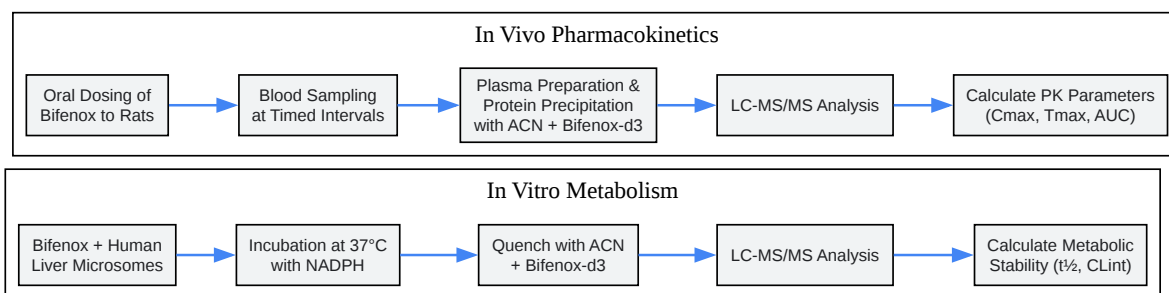 In Vivo Pharmacokinetics
Oral Dosing of
Bifenox to Rats
Blood Sampling
at Timed Intervals
Plasma Preparation &
Protein Precipitation
with ACN + Bifenox-d3
LC-MS/MS Analysis
Calculate PK Parameters
(Cmax, Tmax, AUC)
In Vitro Metabolism
Bifenox + Human
Liver Microsomes
Incubation at 37°C
with NADPH
Quench with ACN
+ Bifenox-d3
LC-MS/MS Analysis
Calculate Metabolic
Stability (t½, CLint)